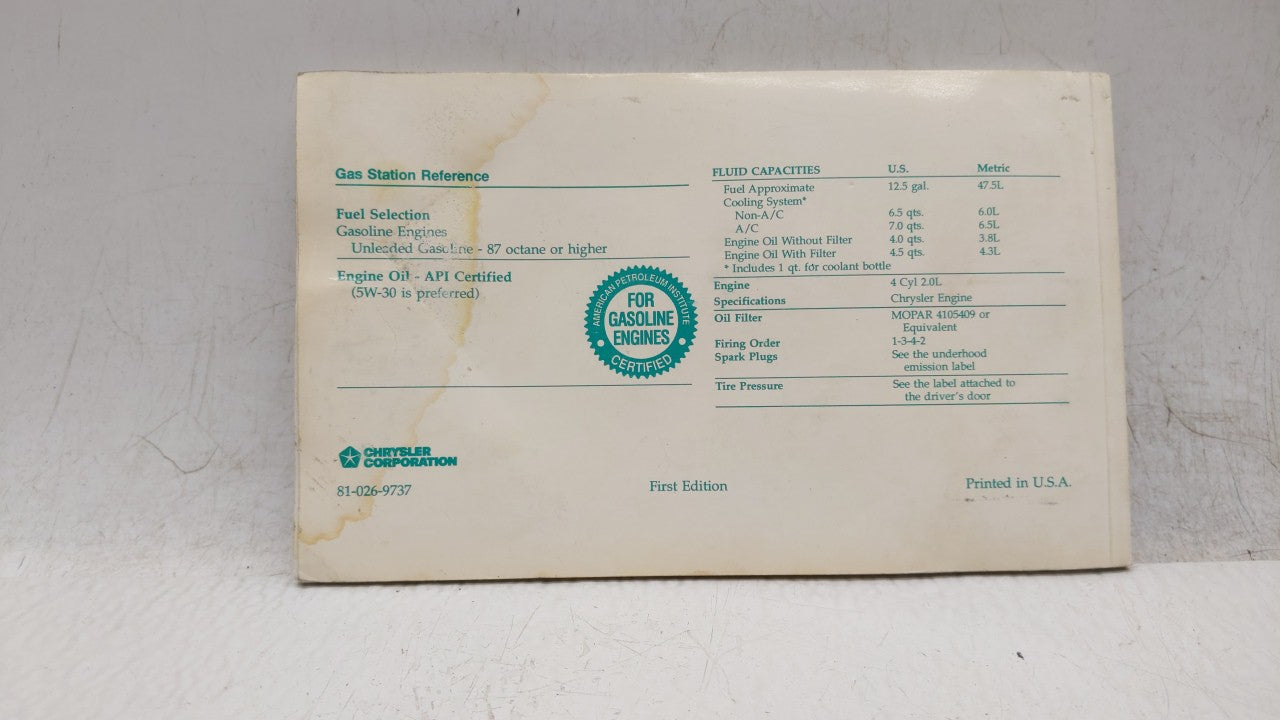 Gas Station Reference
Fuel Selection
Gasoline Engines
Unleaded Gasoline - 87 octane or higher
Engine Oil - API Certified
(5W-30 is preferred)
AMERICAN PETROLEUM INSTITUTE
FOR
GASOLINE
ENGINES
CERTIFIED
CHRYSLER
CORPORATION
81-026-9737
FLUID CAPACITIES U.S. Metric
Fuel Approximate 12.5 gal. 47.5L
Cooling System*
Non-A/C 6.5 qts. 6.0L
A/C 7.0 qts. 6.5L
Engine Oil Without Filter 4.0 qts. 3.8L
Engine Oil With Filter 4.5 qts. 4.3L
* Includes 1 qt. for coolant bottle
Engine 4 Cyl 2.0L
Specifications Chrysler Engine
Oil Filter MOPAR 4105409 or
Equivalent
Firing Order 1-3-4-2
Spark Plugs See the underhood
emission label
Tire Pressure See the label attached to
the driver's door
First Edition
Printed in U.S.A.